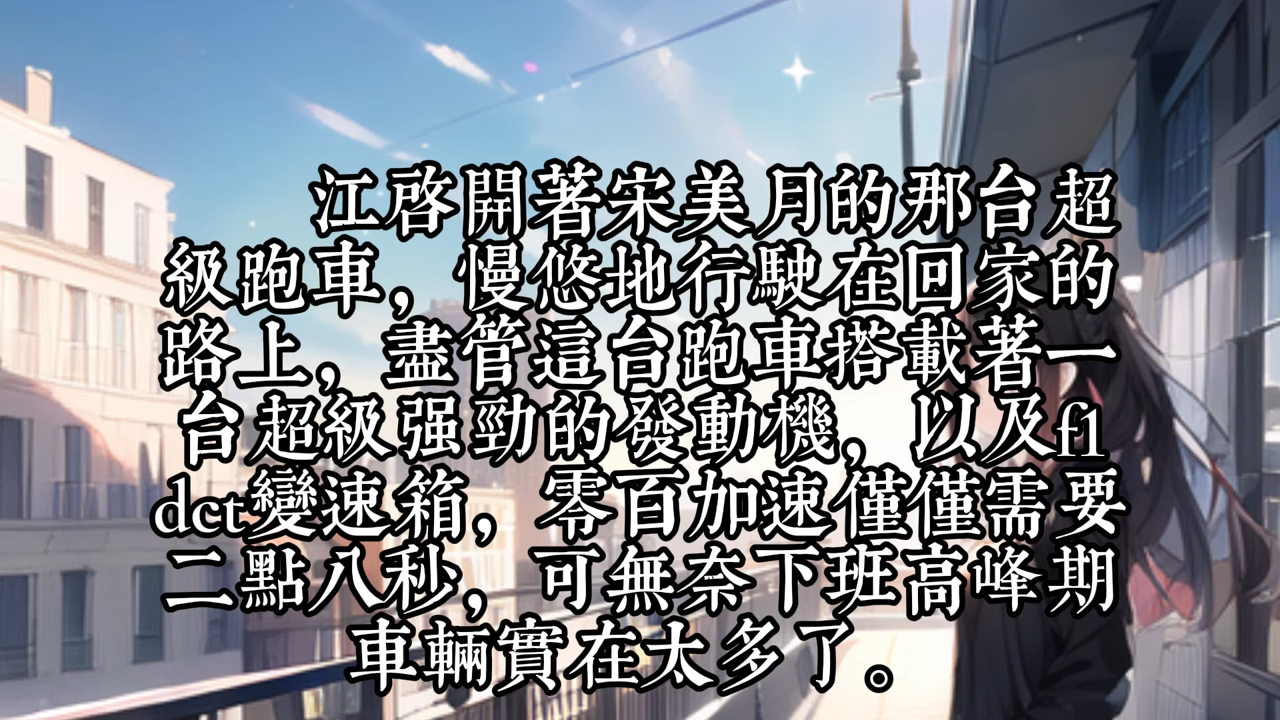 江啓開著宋美月的那台超
級跑車，慢悠地行駛在回家的
路上，盡管這台跑車搭載著一
台超級强勁的發動機，以及f1
dct變速箱，零百加速僅僅需要
二點八秒，可無奈下班高峰期
車輛實在太多了。